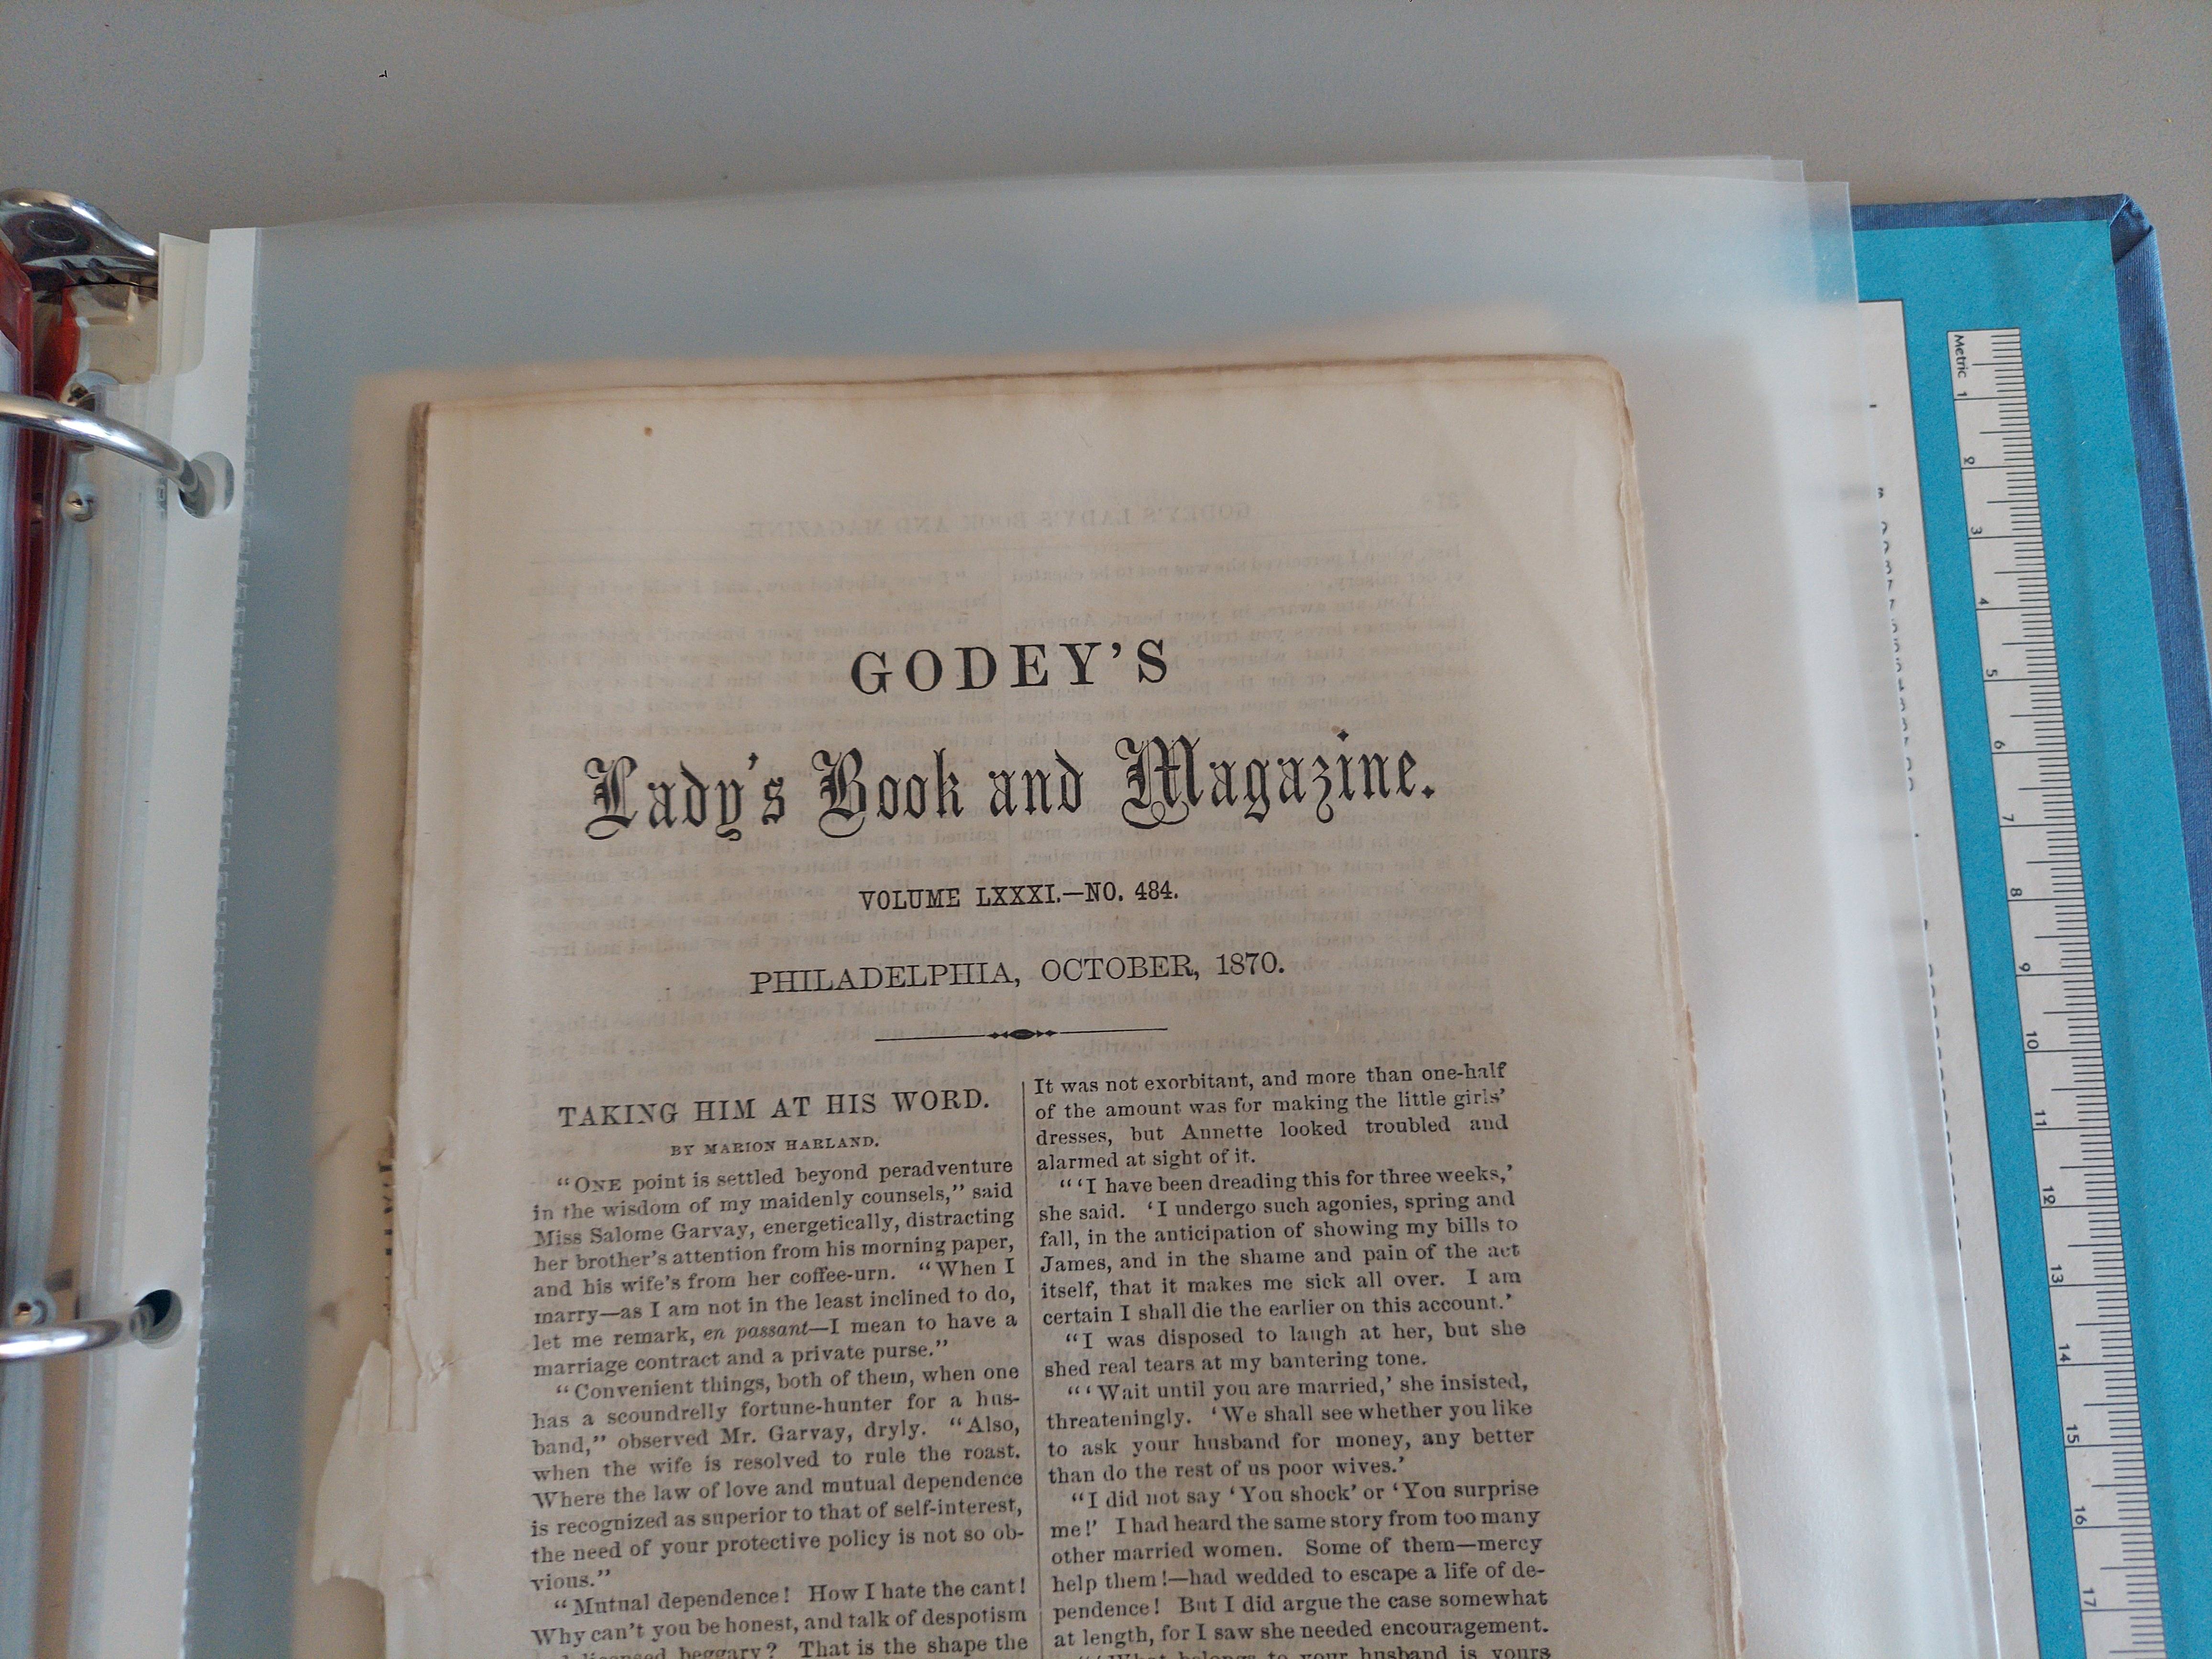 GODEY'S
Lady's Book and Magazine.
VOLUME LXXXI.—NO. 484.
PHILADELPHIA, OCTOBER, 1870.
TAKING HIM AT HIS WORD.
BY MARION HARLAND.
"ONE point is settled beyond peradventure
in the wisdom of my maidenly counsels," said
Miss Salome Garvay, energetically, distracting
her brother's attention from his morning paper,
and his wife's from her coffee-urn. "When I
marry—as I am not in the least inclined to do,
let me remark, en passant—I mean to have a
marriage contract and a private purse."
"Convenient things, both of them, when one
has a scoundrelly fortune-hunter for a hus-
band," observed Mr. Garvay, dryly. "Also,
when the wife is resolved to rule the roast.
Where the law of love and mutual dependence
is recognized as superior to that of self-interest,
the need of your protective policy is not so ob-
vious."
"Mutual dependence! How I hate the cant!
Why can't you be honest, and talk of despotism
beggary? That is the shape the
It was not exorbitant, and more than one-half
of the amount was for making the little girls'
dresses, but Annette looked troubled and
alarmed at sight of it.
"'I have been dreading this for three weeks,'
she said. 'I undergo such agonies, spring and
fall, in the anticipation of showing my bills to
James, and in the shame and pain of the act
itself, that it makes me sick all over. I am
certain I shall die the earlier on this account.'
"I was disposed to laugh at her, but she
shed real tears at my bantering tone.
"'Wait until you are married,' she insisted,
threateningly. 'We shall see whether you like
to ask your husband for money, any better
than do the rest of us poor wives.'
"I did not say 'You shock' or 'You surprise
me!' I had heard the same story from too many
other married women. Some of them—mercy
help them!—had wedded to escape a life of de-
pendence! But I did argue the case somewhat
at length, for I saw she needed encouragement.
"'What belongs to your husband is yours
Metric 1
2
3
4
5
6
7
8
9
10
11
12
13
14
15
16
17